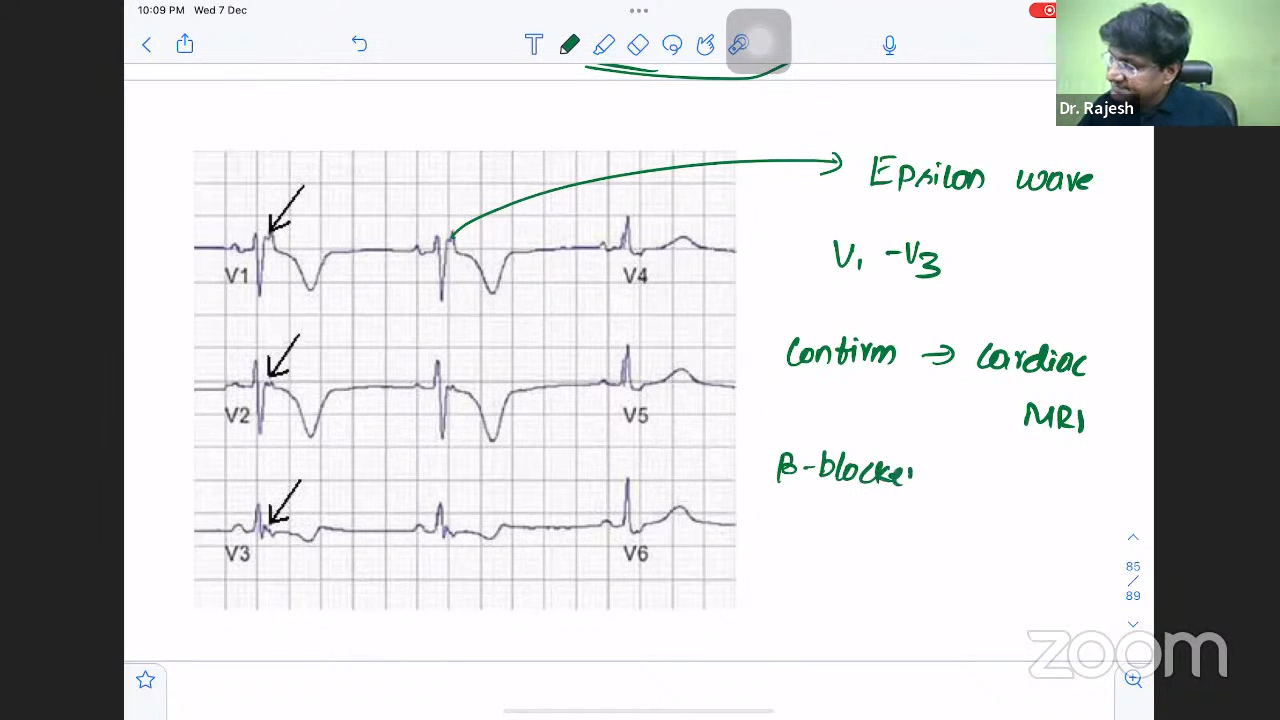 10:09 PM Wed 7 Dec
T
Dr. Rajesh
Epsilon wave
V1 - V3
V1
V4
Confirm → Cardiac
MRI
V2
V5
β-blocker
V3
V6
85
/
89
zoom